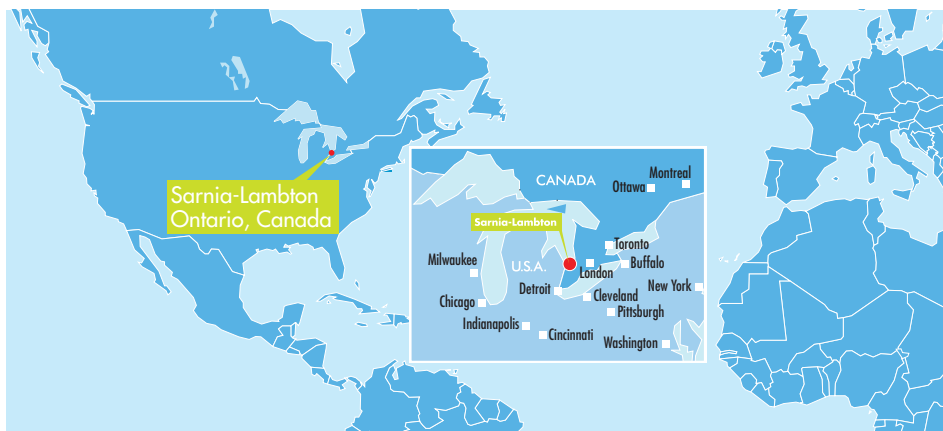 Sarnia-Lambton
Ontario, Canada
CANADA
Montreal
Ottawa
Sarnia-Lambton
Toronto
Milwaukee
U.S.A.
London
Buffalo
Detroit
New York
Chicago
Cleveland
Pittsburgh
Indianapolis
Cincinnati
Washington